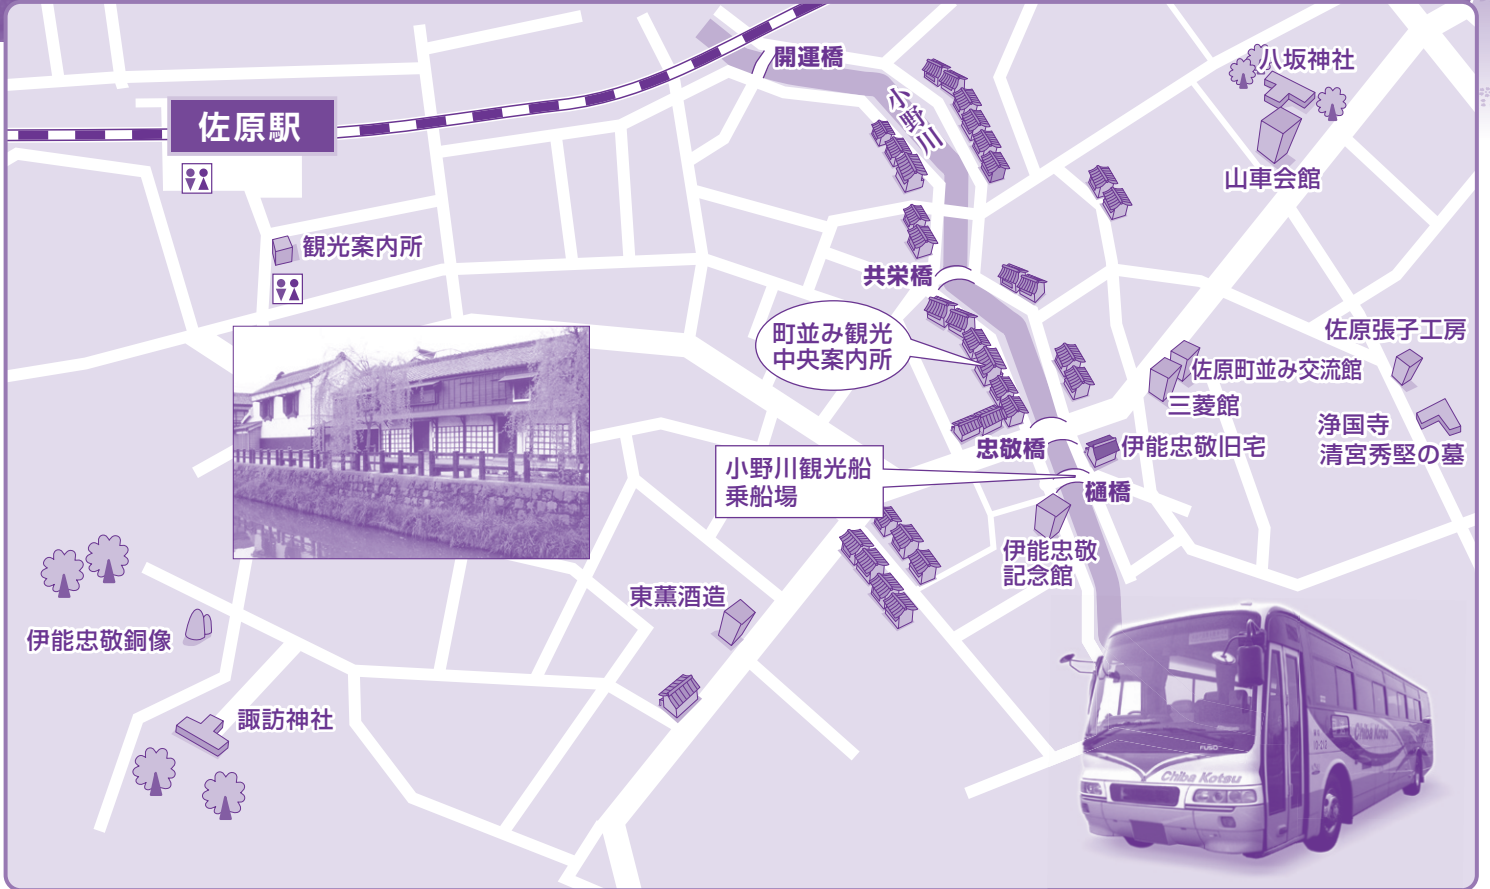 開運橋
八坂神社
小野川
佐原駅
山車会館
観光案内所
共栄橋
町並み観光
中央案内所
佐原張子工房
佐原町並み交流館
三菱館
浄国寺
清宮秀堅の墓
忠敬橋
伊能忠敬旧宅
小野川観光船
乗船場
樋橋
伊能忠敬
記念館
東薫酒造
伊能忠敬銅像
諏訪神社
Chiba Kotsu
FUSO
Chiba Kotsu